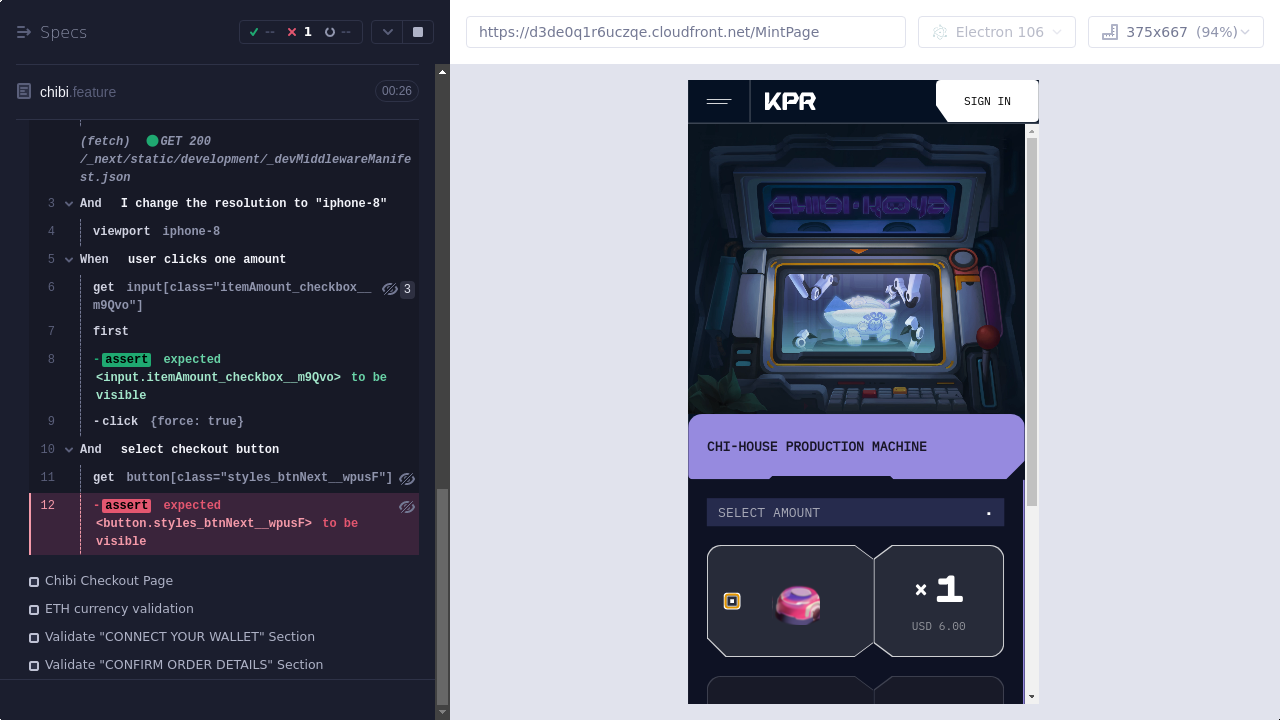 Specs
-- 1 --
https://d3de0q1r6uczqe.cloudfront.net/MintPage
Electron 106
375x667 (94%)
chibi.feature
00:26
(fetch) GET 200
/_next/static/development/_devMiddlewareManife
st.json
3 And I change the resolution to "iphone-8"
4 viewport iphone-8
5 When user clicks one amount
6 get input[class="itemAmount_checkbox__
m9Qvo"] 3
7 first
8 -assert expected
<input.itemAmount_checkbox__m9Qvo> to be
visible
9 -click {force: true}
10 And select checkout button
11 get button[class="styles_btnNext__wpusF"]
12 -assert expected
<button.styles_btnNext__wpusF> to be
visible
Chibi Checkout Page
ETH currency validation
Validate "CONNECT YOUR WALLET" Section
Validate "CONFIRM ORDER DETAILS" Section
KPR
SIGN IN
CHIBI·KOYA
CHI-HOUSE PRODUCTION MACHINE
SELECT AMOUNT
×1
USD 6.00